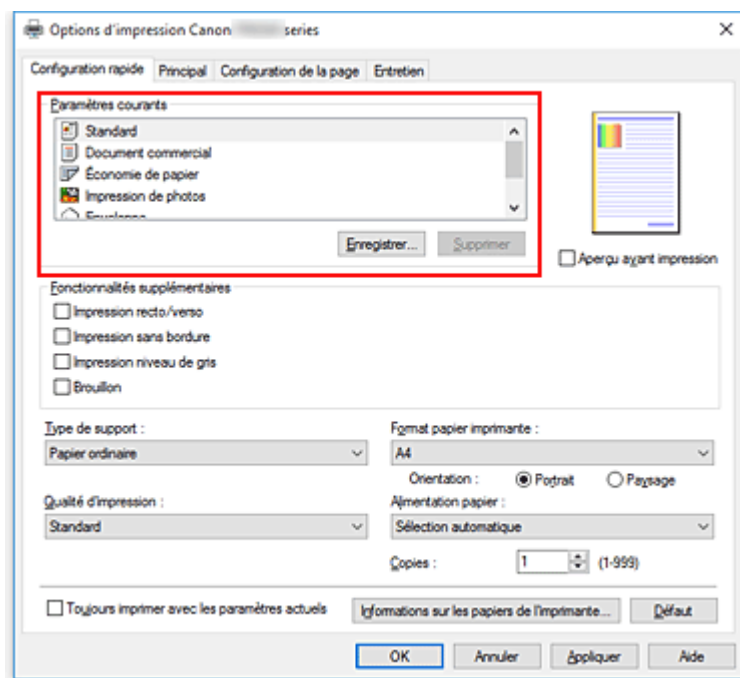 Options d'impression Canon series
Configuration rapide Principal Configuration de la page Entretien
Paramètres courants
Standard
Document commercial
Économie de papier
Impression de photos
Enveloppe
Enregistrer... Supprimer
Aperçu avant impression
Fonctionnalités supplémentaires
Impression recto/verso
Impression sans bordure
Impression niveau de gris
Brouillon
Type de support : Format papier imprimante :
Papier ordinaire A4
Orientation : Portrait Paysage
Qualité d'impression : Alimentation papier :
Standard Sélection automatique
Copies : 1 (1-999)
Toujours imprimer avec les paramètres actuels Informations sur les papiers de l'imprimante... Défaut
OK Annuler Appliquer Aide